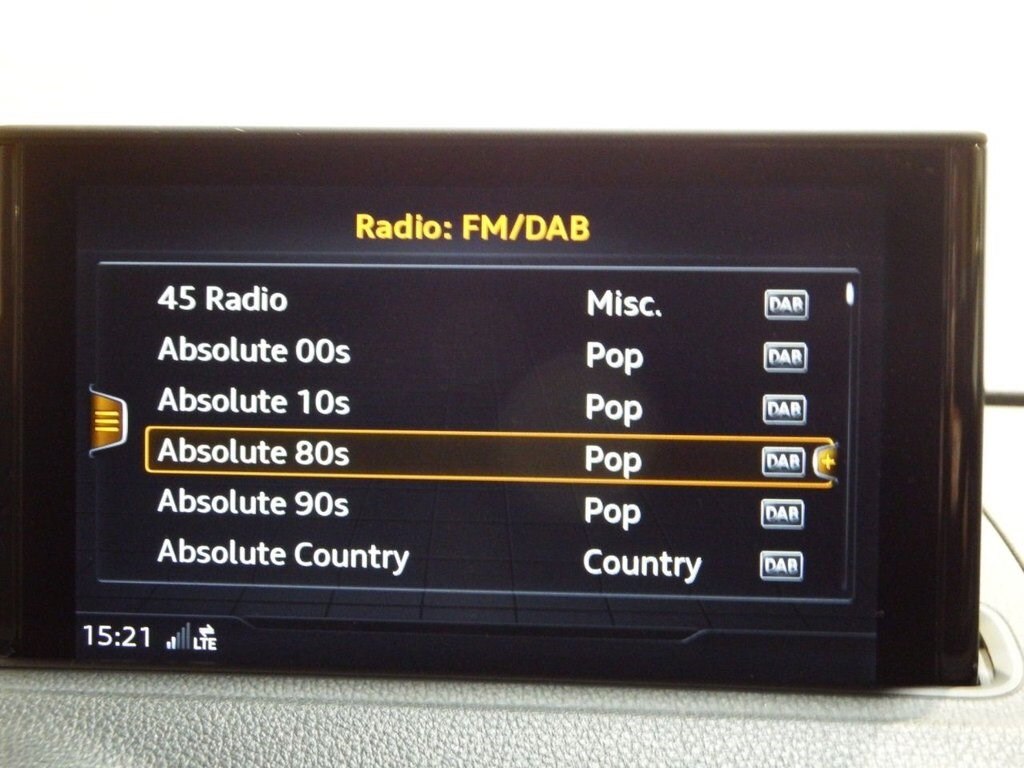 Radio: FM/DAB
45 Radio Misc. DAB
Absolute 00s Pop DAB
Absolute 10s Pop DAB
Absolute 80s Pop DAB +
Absolute 90s Pop DAB
Absolute Country Country DAB
15:21 LTE